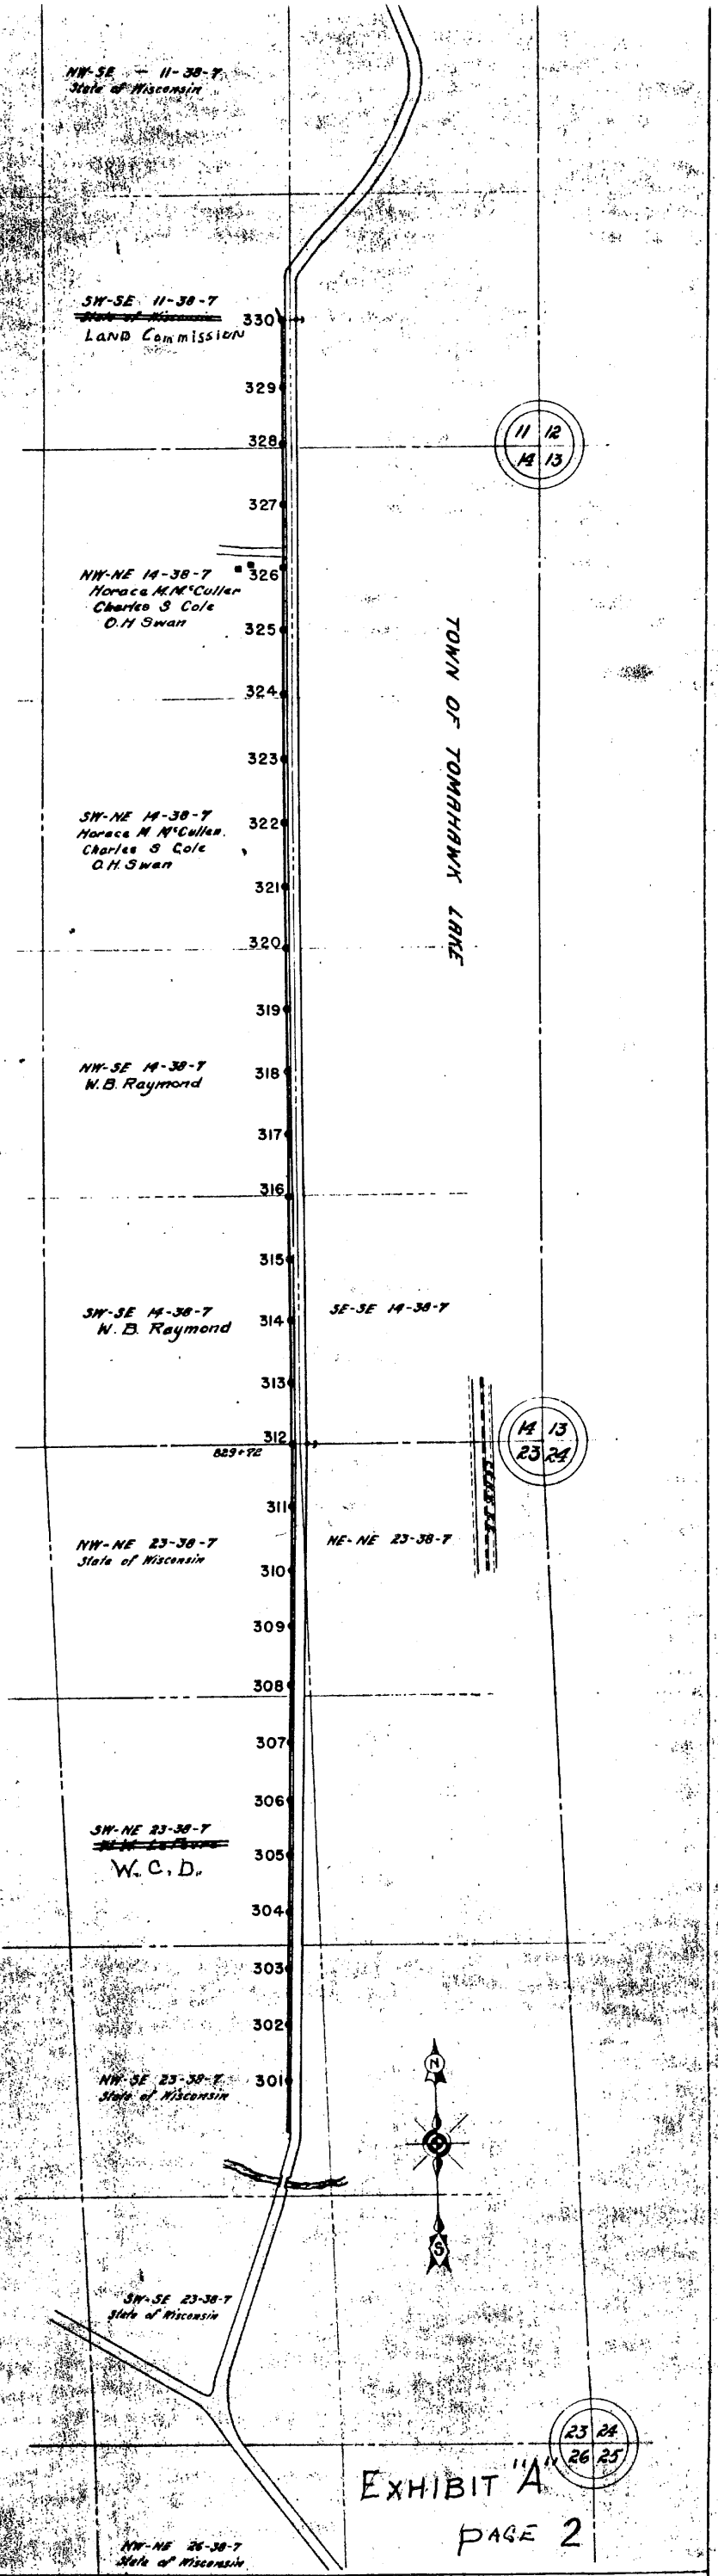 NW-SE - 11-38-7
State of Wisconsin
SW-SE 11-38-7
State of Wisconsin
LAND Commission
330
329
328
11 12
14 13
327
326
NW-NE 14-38-7
Horace M. McCullen
Charles S Cole
O.H Swan
325
324
TOWN OF TOMAHAWK LAKE
323
SW-NE 14-38-7
Horace M McCullen.
Charles S Cole
O.H. Swan
322
321
320
319
NW-SE 14-38-7
W.B. Raymond
318
317
316
315
SW-SE 14-38-7
W.B. Raymond
314
SE-SE 14-38-7
313
312
829+72
14 13
23 24
311
NW-NE 23-38-7
State of Wisconsin
NE-NE 23-38-7
310
309
308
307
306
SW-NE 23-38-7
W.C.D.
305
304
303
302
NW-SE 23-38-7
State of Wisconsin
301
N
S
SW-SE 23-38-7
State of Wisconsin
23 24
26 25
EXHIBIT "A"
PAGE 2
NW-NE 26-38-7
State of Wisconsin